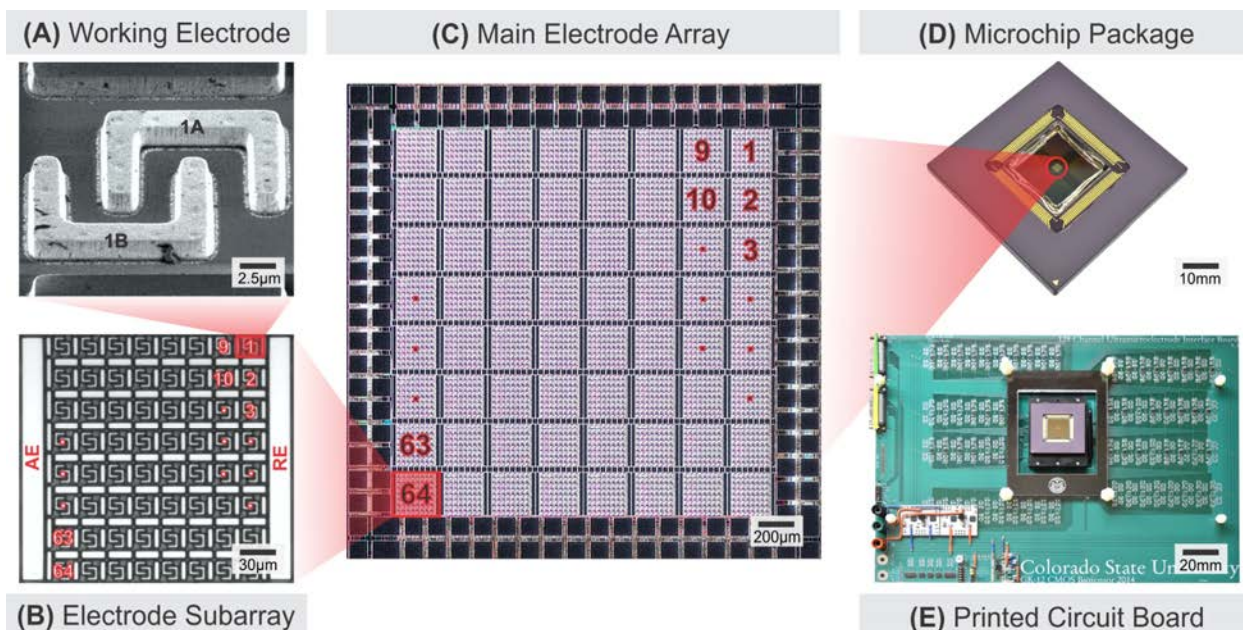 (A) Working Electrode
(C) Main Electrode Array
(D) Microchip Package
1A
1B
2.5µm
9 1
10 2
3
63
64
200µm
10mm
9 1
10 2
3
AE
RE
63
64
30µm
Colorado State University
20mm
(B) Electrode Subarray
(E) Printed Circuit Board